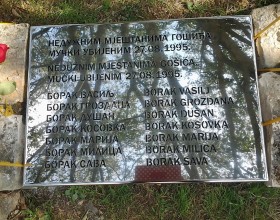 НЕДУЖНИМ МЈЕШТАНИМА ГОШИЋА
МУЧКИ УБИЈЕНИМ 27.08.1995.
NEDUŽNIM MJEŠTANIMA GOŠIĆA
MUČKI UBIJENIM 27.08.1995.
БОРАК ВАСИЉ BORAK VASILJ
БОРАК ГРОЗДАНА BORAK GROZDANA
БОРАК ДУШАН BORAK DUŠAN
БОРАК КОСОВКА BORAK KOSOVKA
БОРАК МАРИЈА BORAK MARIJA
БОРАК МИЛИЦА BORAK MILICA
БОРАК САВА BORAK SAVA